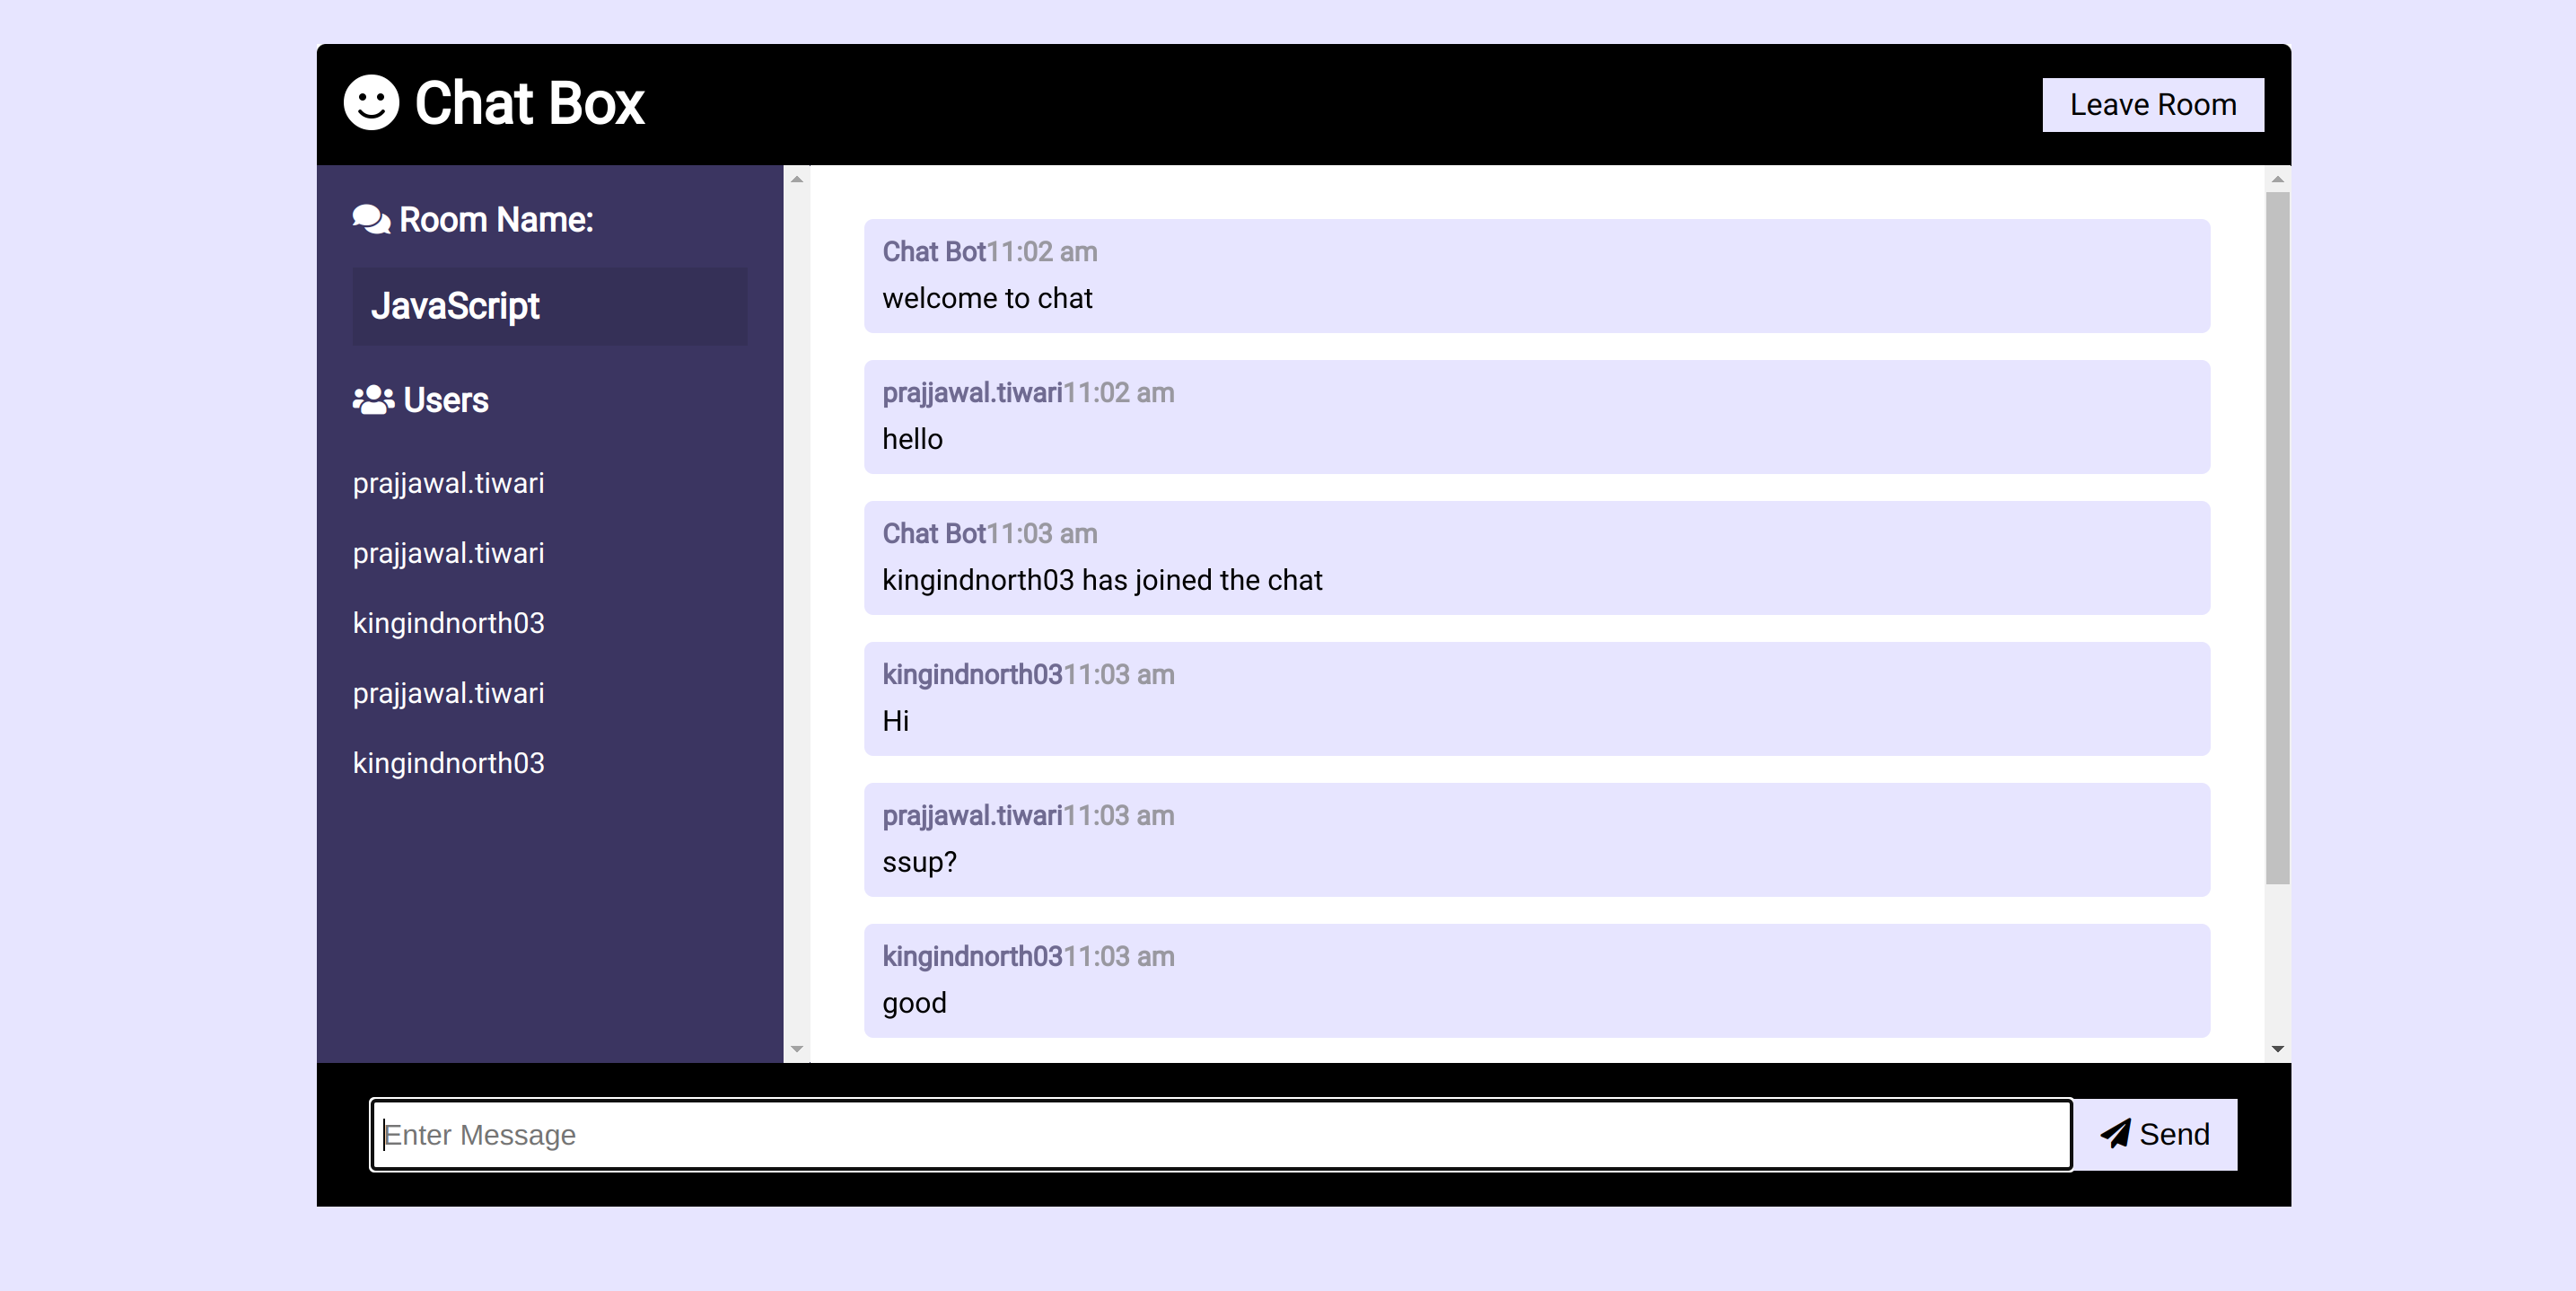 Chat Box
Leave Room
Room Name:
JavaScript
Users
prajjawal.tiwari
prajjawal.tiwari
kingindnorth03
prajjawal.tiwari
kingindnorth03
Chat Bot11:02 am
welcome to chat
prajjawal.tiwari11:02 am
hello
Chat Bot11:03 am
kingindnorth03 has joined the chat
kingindnorth0311:03 am
Hi
prajjawal.tiwari11:03 am
ssup?
kingindnorth0311:03 am
good
Enter Message
Send